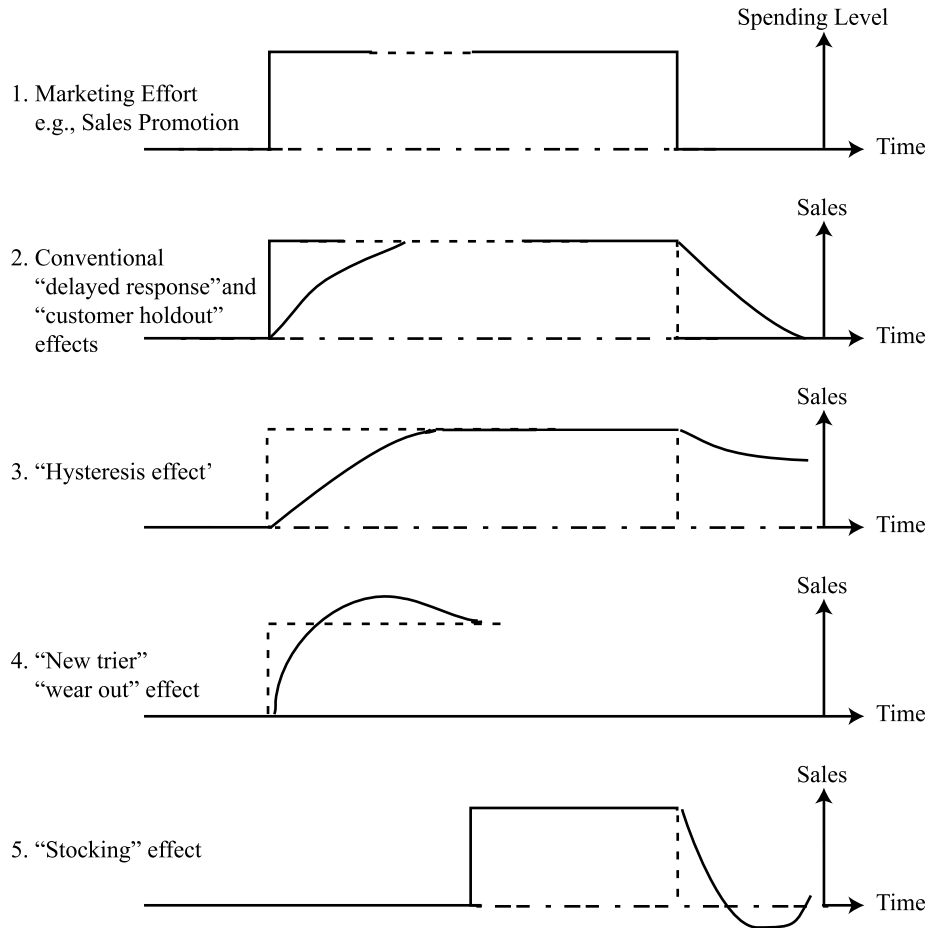 Spending Level
1. Marketing Effort
e.g., Sales Promotion
Time
Sales
2. Conventional
“delayed response”and
“customer holdout”
effects
Time
Sales
3. “Hysteresis effect’
Time
Sales
4. “New trier”
“wear out” effect
Time
Sales
5. “Stocking” effect
Time